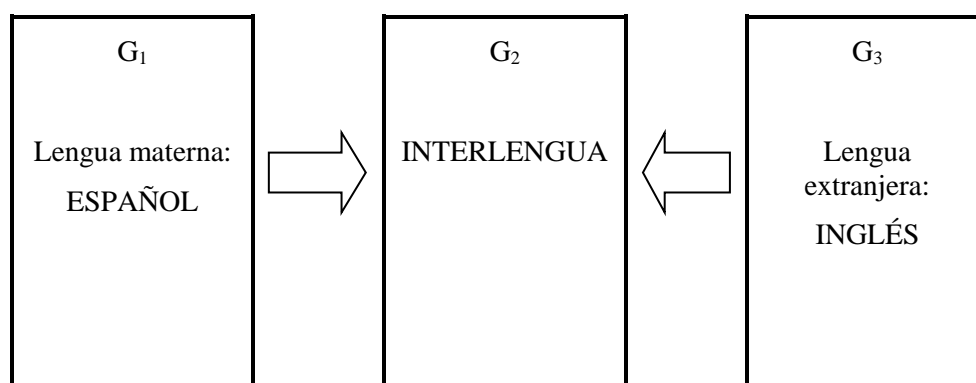 G₁
Lengua materna:
ESPAÑOL
G₂
INTERLENGUA
G₃
Lengua
extranjera:
INGLÉS